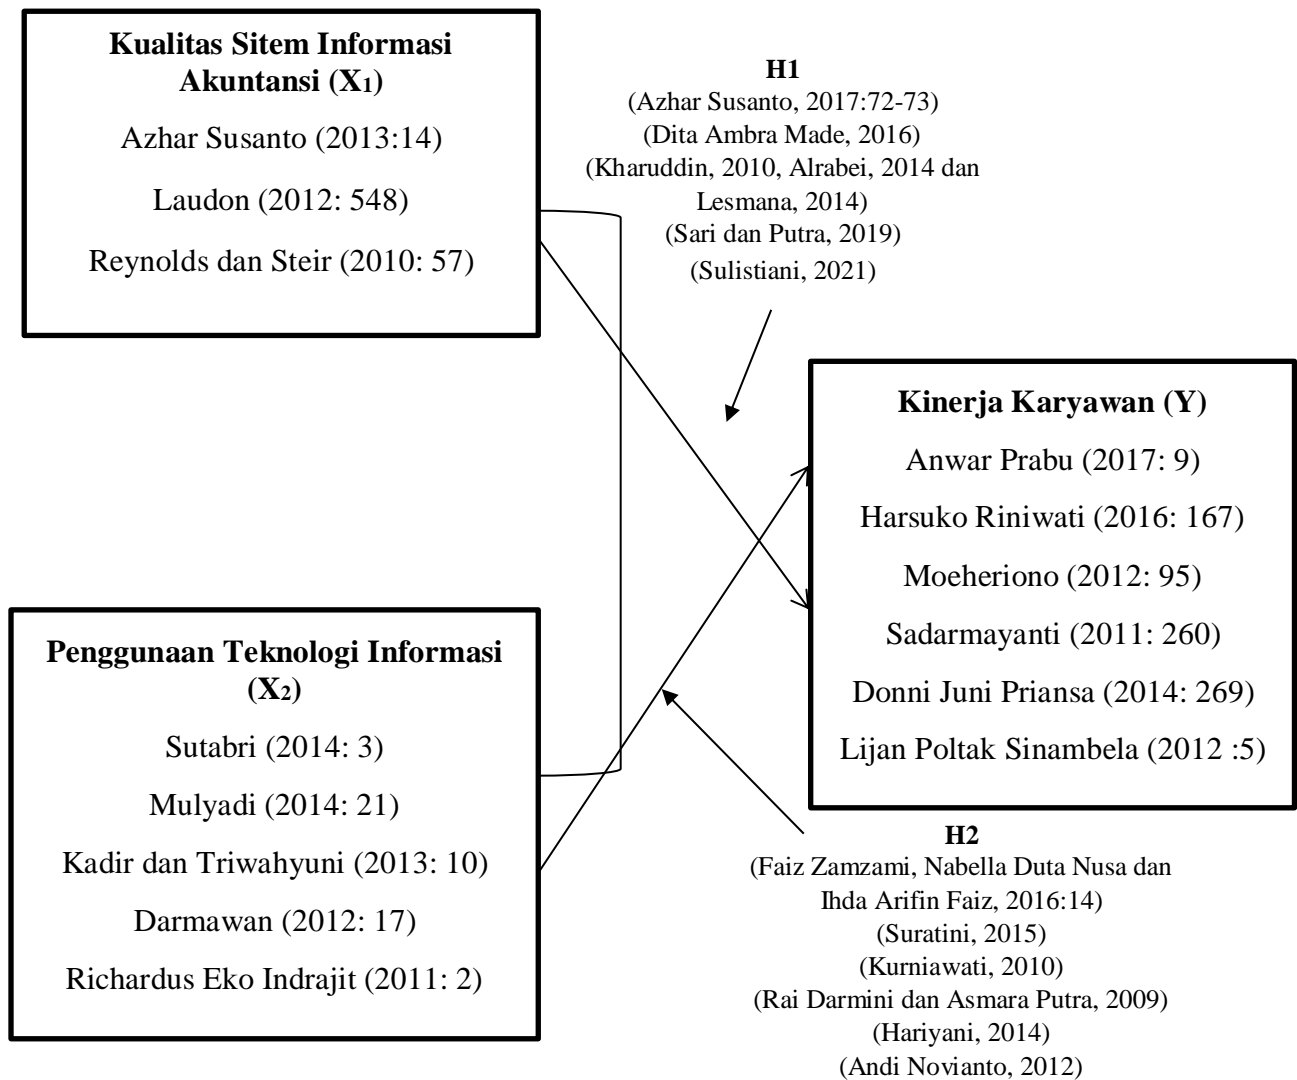 Kualitas Sitem Informasi
Akuntansi (X1)
Azhar Susanto (2013:14)
Laudon (2012: 548)
Reynolds dan Steir (2010: 57)
H1
(Azhar Susanto, 2017:72-73)
(Dita Ambra Made, 2016)
(Kharuddin, 2010, Alrabei, 2014 dan
Lesmana, 2014)
(Sari dan Putra, 2019)
(Sulistiani, 2021)
Kinerja Karyawan (Y)
Anwar Prabu (2017: 9)
Harsuko Riniwati (2016: 167)
Moeheriono (2012: 95)
Sadarmayanti (2011: 260)
Donni Juni Priansa (2014: 269)
Lijan Poltak Sinambela (2012 :5)
Penggunaan Teknologi Informasi
(X2)
Sutabri (2014: 3)
Mulyadi (2014: 21)
Kadir dan Triwahyuni (2013: 10)
Darmawan (2012: 17)
Richardus Eko Indrajit (2011: 2)
H2
(Faiz Zamzami, Nabella Duta Nusa dan
Ihda Arifin Faiz, 2016:14)
(Suratini, 2015)
(Kurniawati, 2010)
(Rai Darmini dan Asmara Putra, 2009)
(Hariyani, 2014)
(Andi Novianto, 2012)